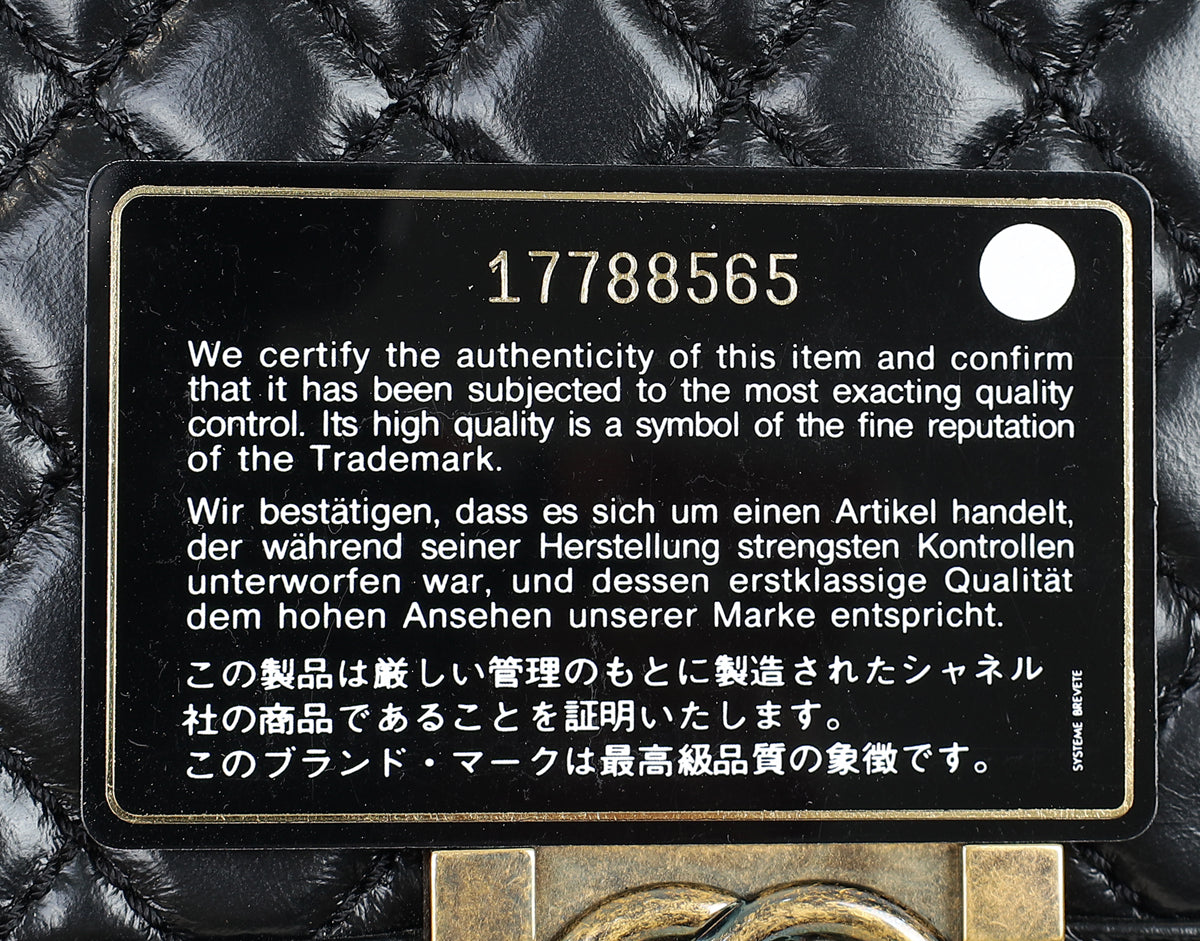 17788565
We certify the authenticity of this item and confirm
that it has been subjected to the most exacting quality
control. Its high quality is a symbol of the fine reputation
of the Trademark.
Wir bestätigen, dass es sich um einen Artikel handelt,
der während seiner Herstellung strengsten Kontrollen
unterworfen war, und dessen erstklassige Qualität
dem hohen Ansehen unserer Marke entspricht.
この製品は厳しい管理のもとに製造されたシャネル
社の商品であることを証明いたします。
このブランド・マークは最高級品質の象徴です。
SYSTEME BREVETE